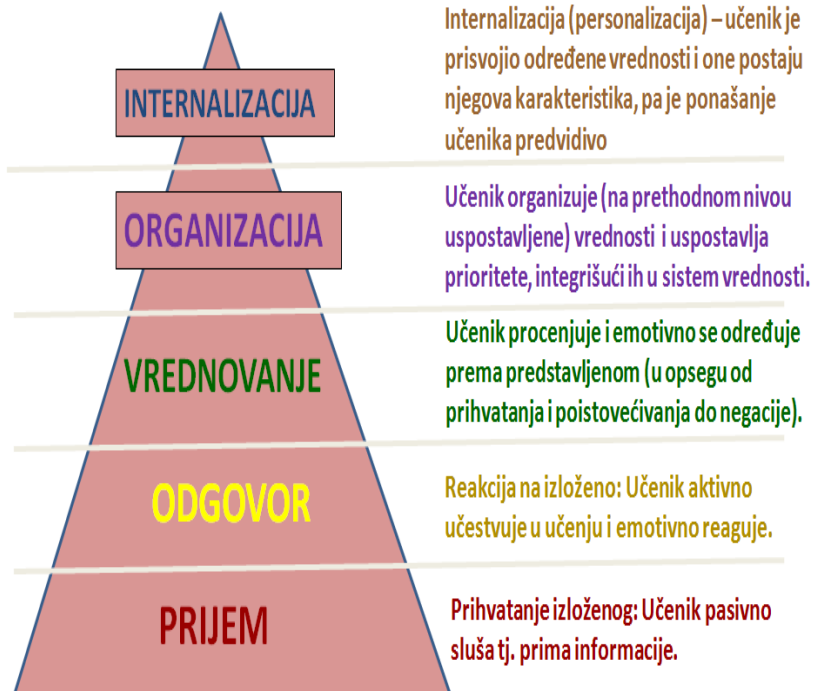 INTERNALIZACIJA
Internalizacija (personalizacija) – učenik je
prisvojio određene vrednosti i one postaju
njegova karakteristika, pa je ponašanje
učenika predvidivo
ORGANIZACIJA
Učenik organizuje (na prethodnom nivou
uspostavljene) vrednosti i uspostavlja
prioritete, integrišući ih u sistem vrednosti.
VREDNOVANJE
Učenik procenjuje i emotivno se određuje
prema predstavljenom (u opsegu od
prihvatanja i poistovećivanja do negacije).
ODGOVOR
Reakcija na izloženo: Učenik aktivno
učestvuje u učenju i emotivno reaguje.
PRIJEM
Prihvatanje izloženog: Učenik pasivno
sluša tj. prima informacije.